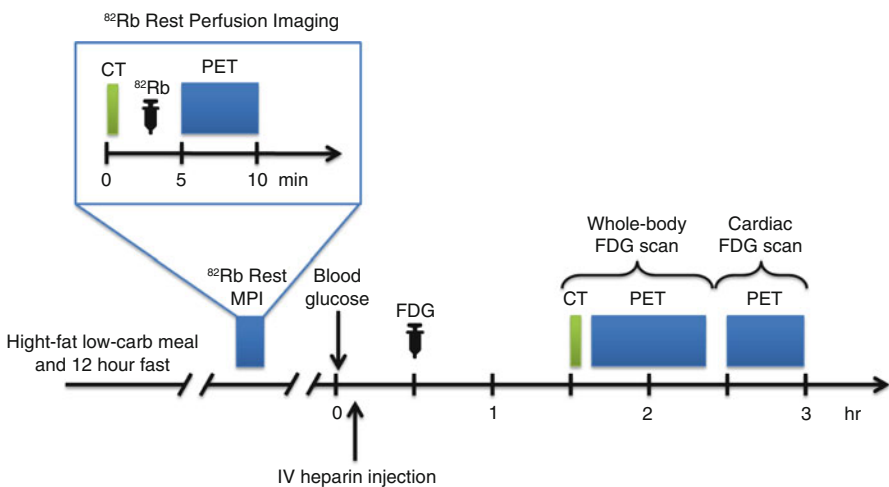 ⁸²Rb Rest Perfusion Imaging
CT
⁸²Rb
PET
0
5
10 min
⁸²Rb Rest
MPI
Blood
glucose
FDG
Whole-body
FDG scan
Cardiac
FDG scan
CT
PET
PET
Hight-fat low-carb meal
and 12 hour fast
0
1
2
3
hr
IV heparin injection